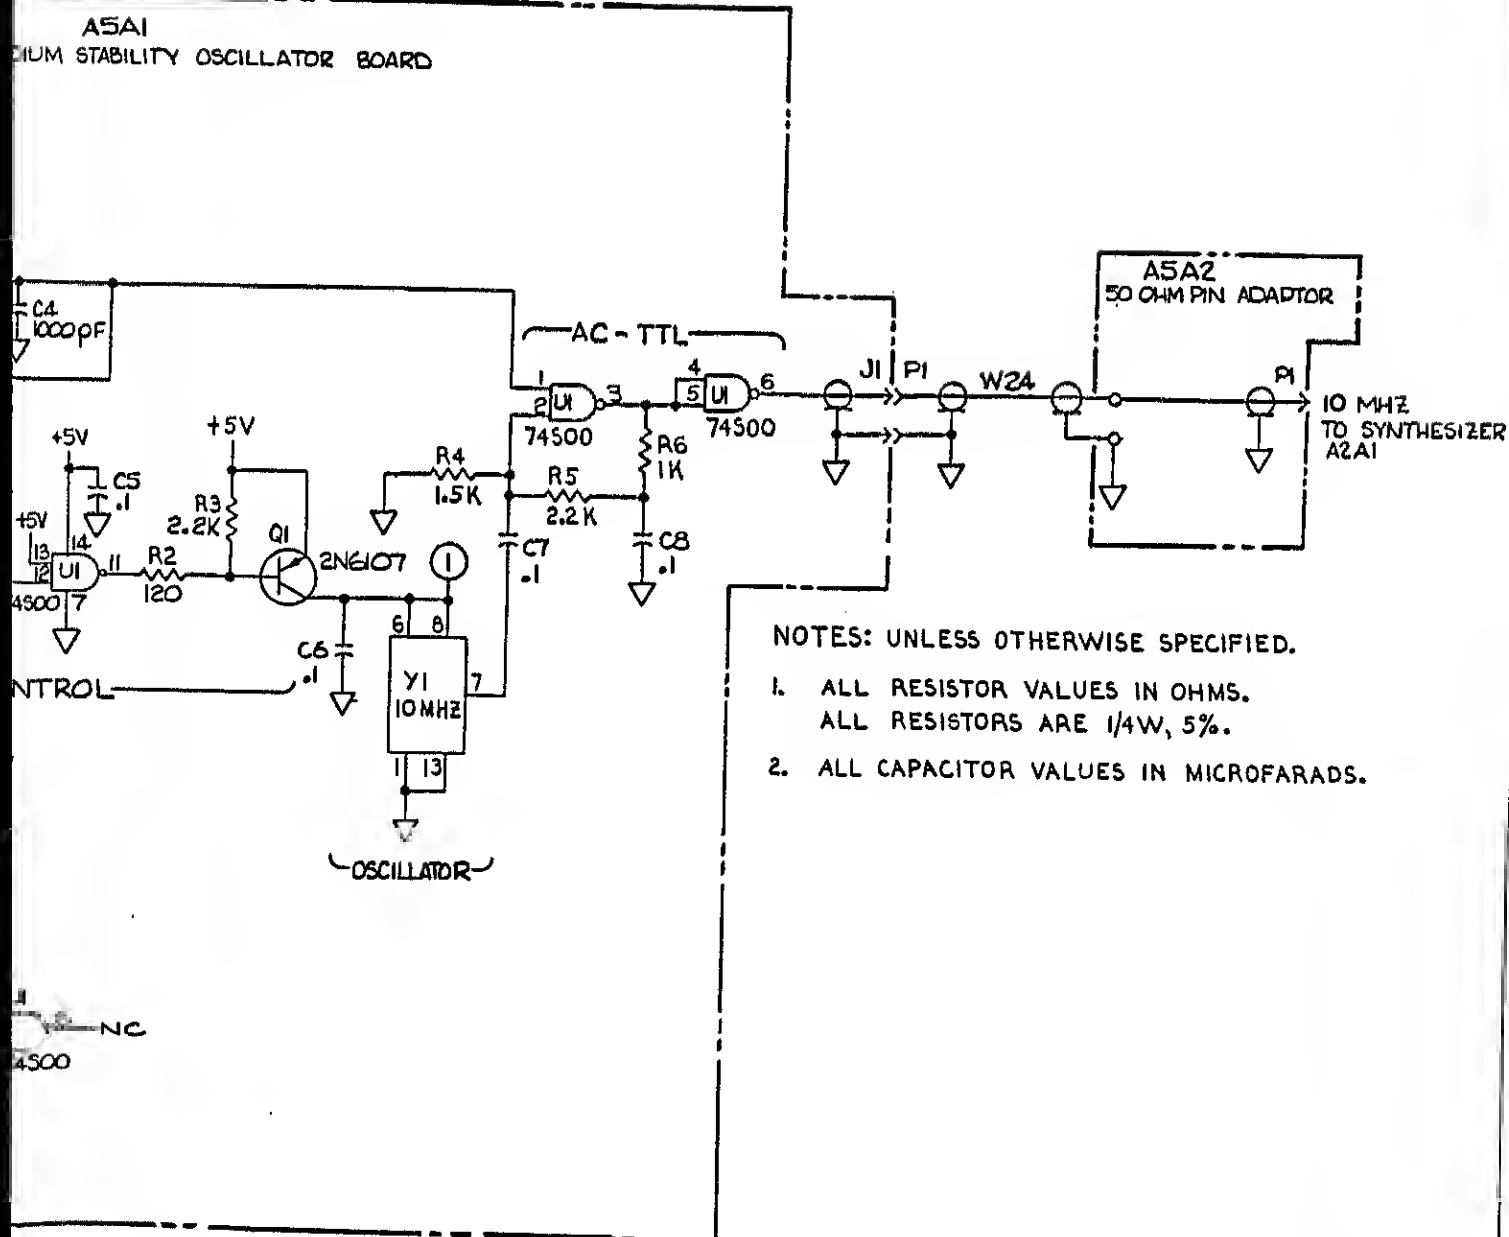 A5A1
IUM STABILITY OSCILLATOR BOARD
C4
1000pF
AC-TTL
A5A2
50 OHM PIN ADAPTOR
1
2
U1
3
74S00
4
5
U1
6
74S00
J1 P1
W24
P1
10 MHZ
TO SYNTHESIZER
A2A1
+5V
C5
.1
+5V
13
12
14
U1
11
4S00
7
R2
120
+5V
R3
2.2K
Q1
2N6107
1
R4
1.5K
R5
2.2K
R6
1K
C7
.1
C8
.1
C6
.1
6
8
Y1
10MHZ
7
1
13
NTROL
OSCILLATOR
NOTES: UNLESS OTHERWISE SPECIFIED.
1. ALL RESISTOR VALUES IN OHMS.
ALL RESISTORS ARE 1/4W, 5%.
2. ALL CAPACITOR VALUES IN MICROFARADS.
NC
4S00